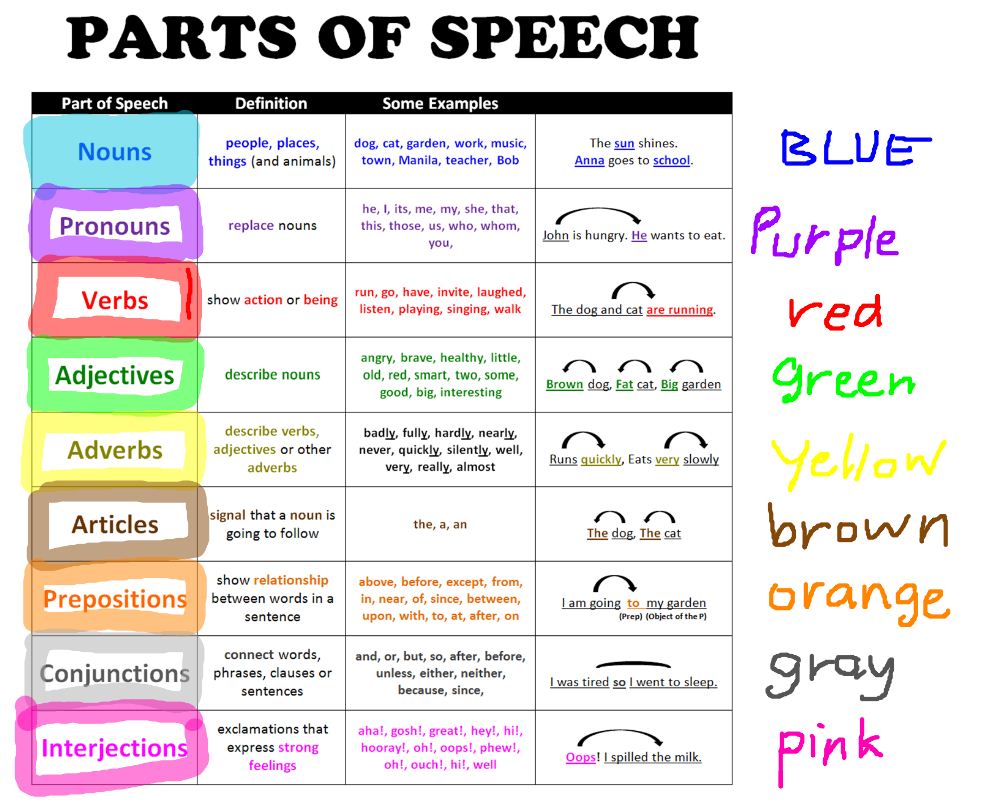 PARTS OF SPEECH
Part of Speech Definition Some Examples
Nouns
people, places,
things (and animals)
dog, cat, garden, work, music,
town, Manila, teacher, Bob
The sun shines.
Anna goes to school.
BLUE
Pronouns
replace nouns
he, I, its, me, my, she, that,
this, those, us, who, whom,
you,
John is hungry. He wants to eat.
Purple
Verbs
show action or being
run, go, have, invite, laughed,
listen, playing, singing, walk
The dog and cat are running.
red
Adjectives
describe nouns
angry, brave, healthy, little,
old, red, smart, two, some,
good, big, interesting
Brown dog, Fat cat, Big garden
green
Adverbs
describe verbs,
adjectives or other
adverbs
badly, fully, hardly, nearly,
never, quickly, silently, well,
very, really, almost
Runs quickly, Eats very slowly
Yellow
Articles
signal that a noun is
going to follow
the, a, an
The dog, The cat
brown
Prepositions
show relationship
between words in a
sentence
above, before, except, from,
in, near, of, since, between,
upon, with, to, at, after, on
I am going to my garden
(Prep) (Object of the P)
orange
Conjunctions
connect words,
phrases, clauses or
sentences
and, or, but, so, after, before,
unless, either, neither,
because, since,
I was tired so I went to sleep.
gray
Interjections
exclamations that
express strong
feelings
aha!, gosh!, great!, hey!, hi!,
hooray!, oh!, oops!, phew!,
oh!, ouch!, hi!, well
Oops! I spilled the milk.
pink